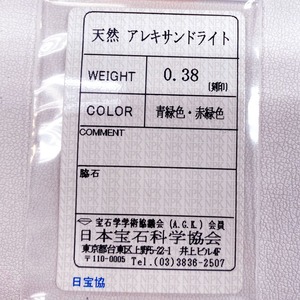 天然 アレキサンドライト
WEIGHT 0.38 (刻印)
COLOR 青緑色・赤緑色
COMMENT
脇石
宝石学学術協議会 (A.G.K.) 会員
日本宝石科学協会
東京都台東区上野5-22-1 井上ビル4F
〒110-0005 Tel.(03)3836-2507
日宝協